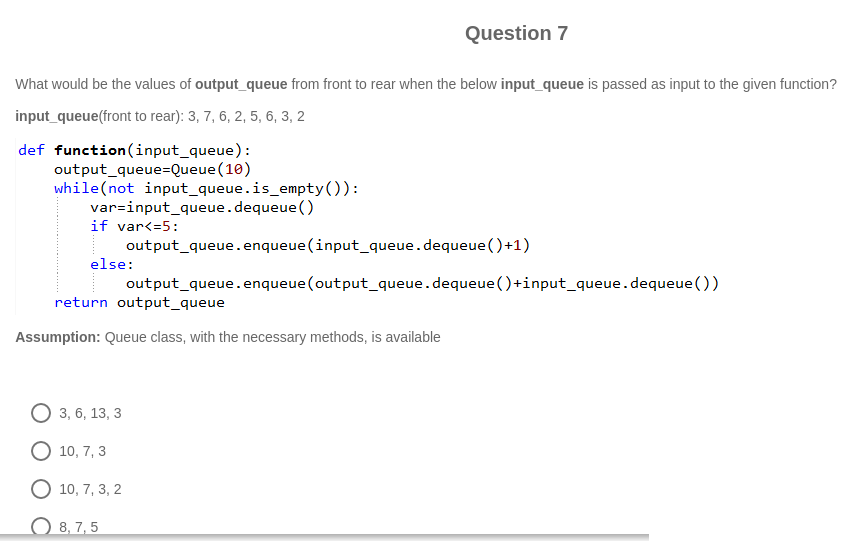 Question 7
What would be the values of output_queue from front to rear when the below input_queue is passed as input to the given function?
input_queue(front to rear): 3, 7, 6, 2, 5, 6, 3, 2
def function(input_queue):
    output_queue=Queue(10)
    while(not input_queue.is_empty()):
        var=input_queue.dequeue()
        if var<=5:
            output_queue.enqueue(input_queue.dequeue()+1)
        else:
            output_queue.enqueue(output_queue.dequeue()+input_queue.dequeue())
    return output_queue
Assumption: Queue class, with the necessary methods, is available
3, 6, 13, 3
10, 7, 3
10, 7, 3, 2
8, 7, 5